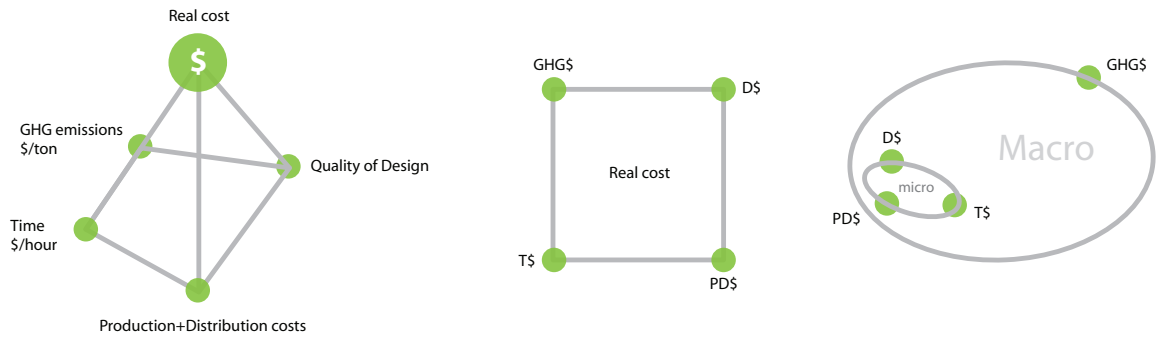 Real cost
$
GHG emissions
$/ton
Quality of Design
Time
$/hour
Production+Distribution costs
GHG$
D$
Real cost
T$
PD$
GHG$
D$
Macro
micro
PD$
T$